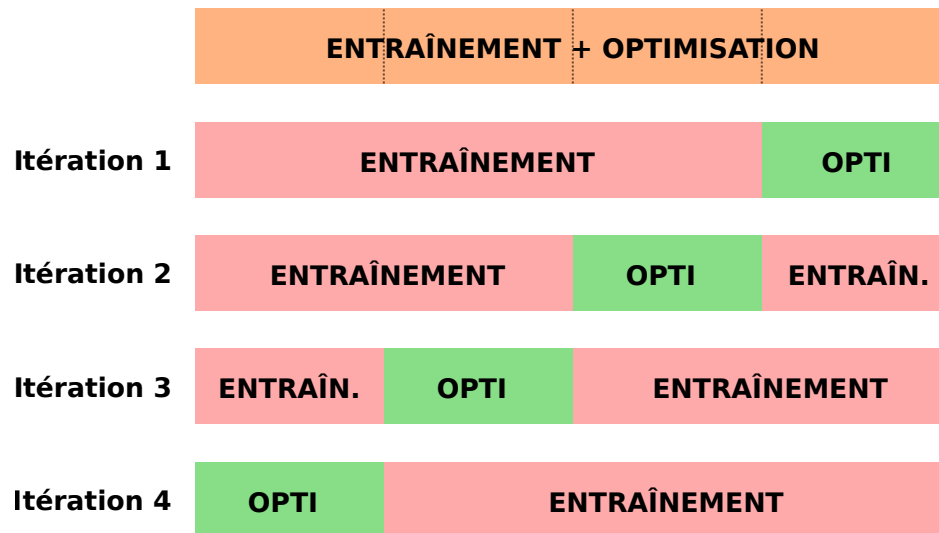 ENTRAÎNEMENT + OPTIMISATION
Itération 1 ENTRAÎNEMENT OPTI
Itération 2 ENTRAÎNEMENT OPTI ENTRAÎN.
Itération 3 ENTRAÎN. OPTI ENTRAÎNEMENT
Itération 4 OPTI ENTRAÎNEMENT